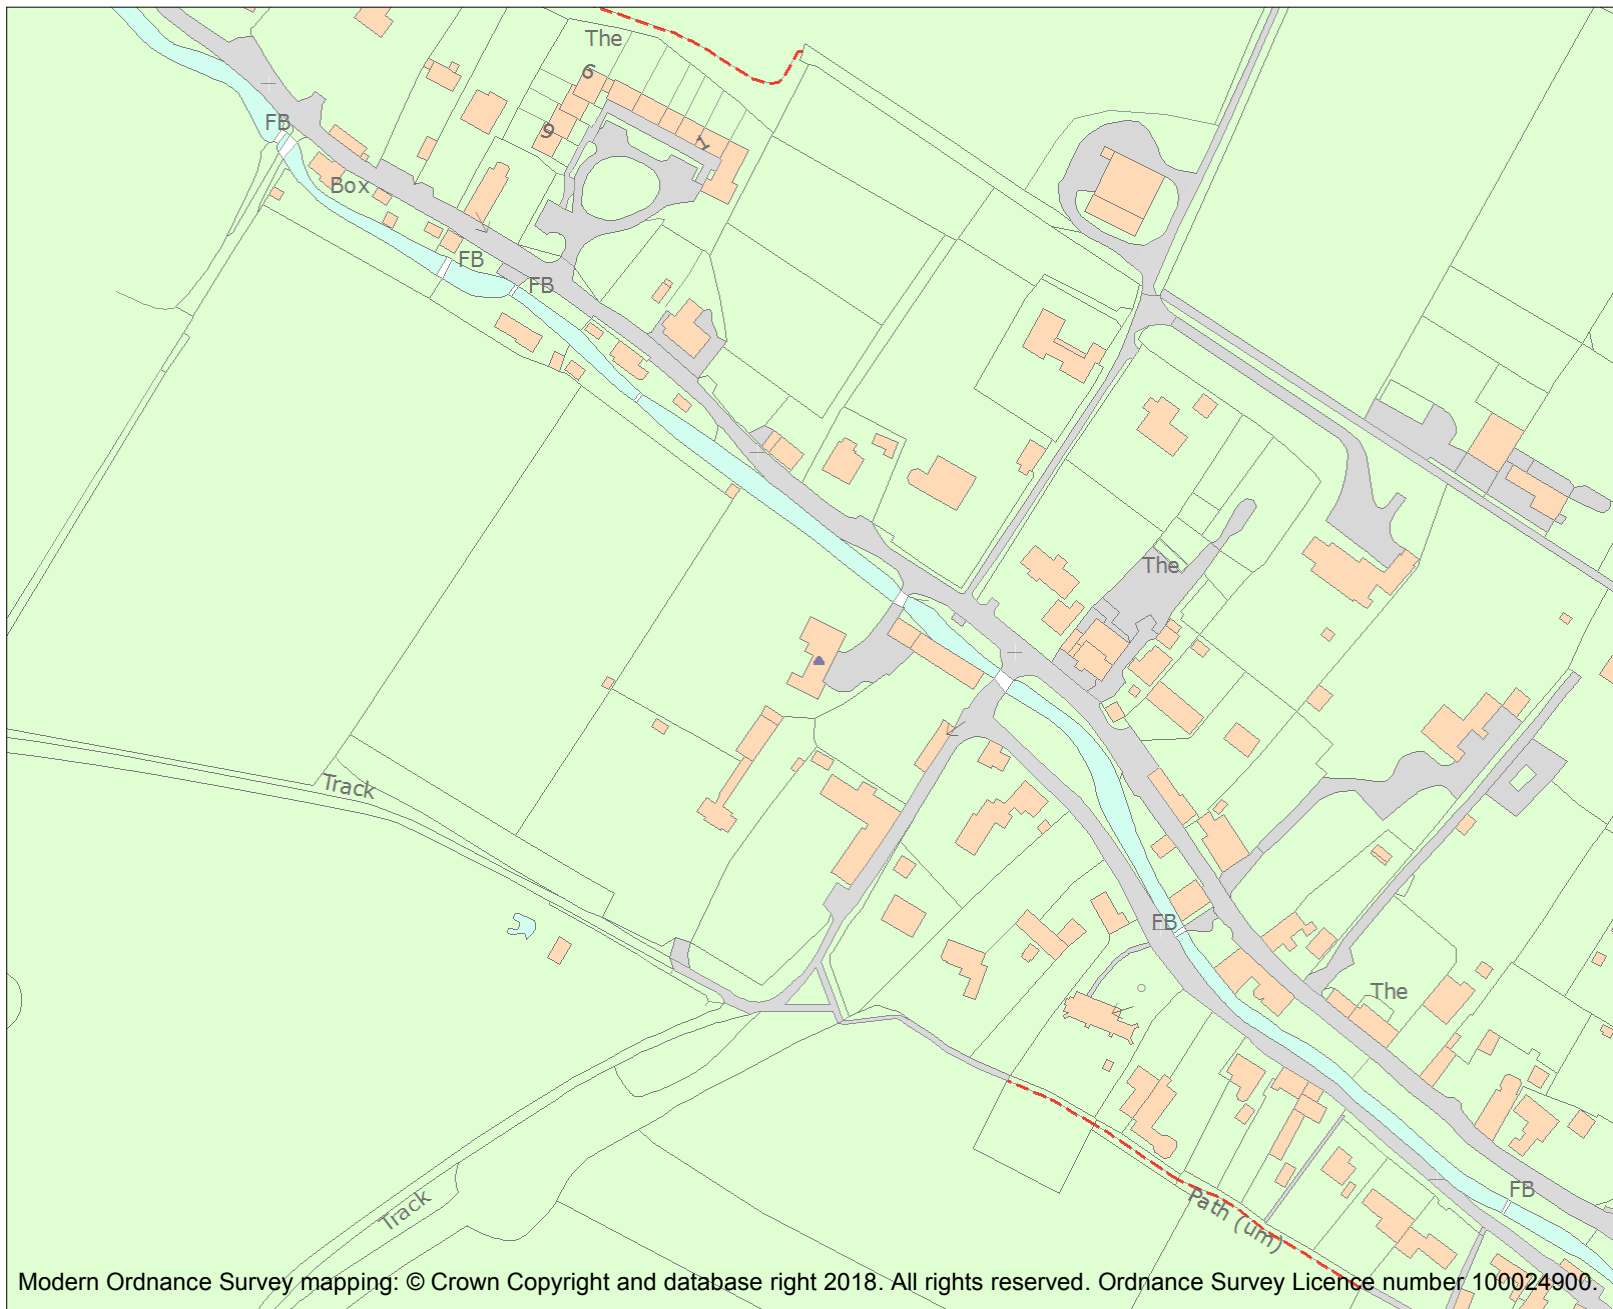 The
6
FB
9
1
Box
FB
FB
The
Track
FB
The
Track
FB
Path (um)
Modern Ordnance Survey mapping: © Crown Copyright and database right 2018. All rights reserved. Ordnance Survey Licence number 100024900.